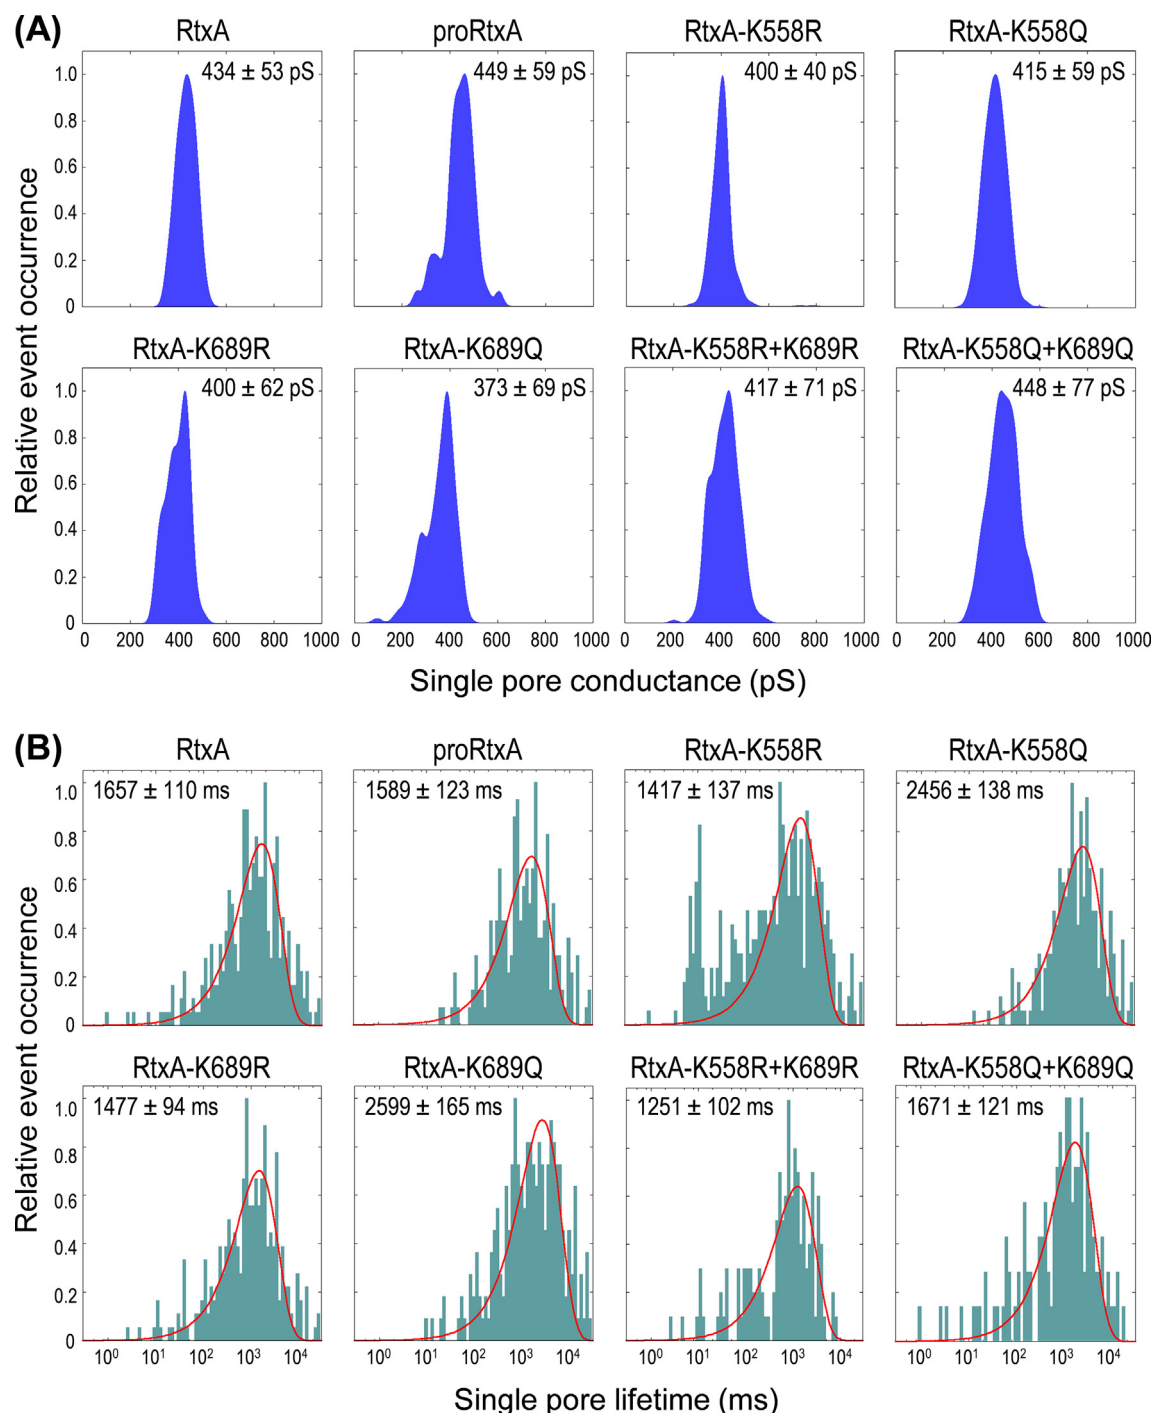 (A)
RtxA proRtxA RtxA-K558R RtxA-K558Q
434 ± 53 pS 449 ± 59 pS 400 ± 40 pS 415 ± 59 pS
1.0
0.8
0.6
0.4
0.2
0
Relative event occurrence
RtxA-K689R RtxA-K689Q RtxA-K558R+K689R RtxA-K558Q+K689Q
400 ± 62 pS 373 ± 69 pS 417 ± 71 pS 448 ± 77 pS
1.0
0.8
0.6
0.4
0.2
0
0 200 400 600 800 1000 0 200 400 600 800 1000 0 200 400 600 800 1000 0 200 400 600 800 1000
Single pore conductance (pS)
(B)
RtxA proRtxA RtxA-K558R RtxA-K558Q
1657 ± 110 ms 1589 ± 123 ms 1417 ± 137 ms 2456 ± 138 ms
1.0
0.8
0.6
0.4
0.2
0
Relative event occurrence
RtxA-K689R RtxA-K689Q RtxA-K558R+K689R RtxA-K558Q+K689Q
1477 ± 94 ms 2599 ± 165 ms 1251 ± 102 ms 1671 ± 121 ms
1.0
0.8
0.6
0.4
0.2
0
10⁰ 10¹ 10² 10³ 10⁴ 10⁰ 10¹ 10² 10³ 10⁴ 10⁰ 10¹ 10² 10³ 10⁴ 10⁰ 10¹ 10² 10³ 10⁴
Single pore lifetime (ms)